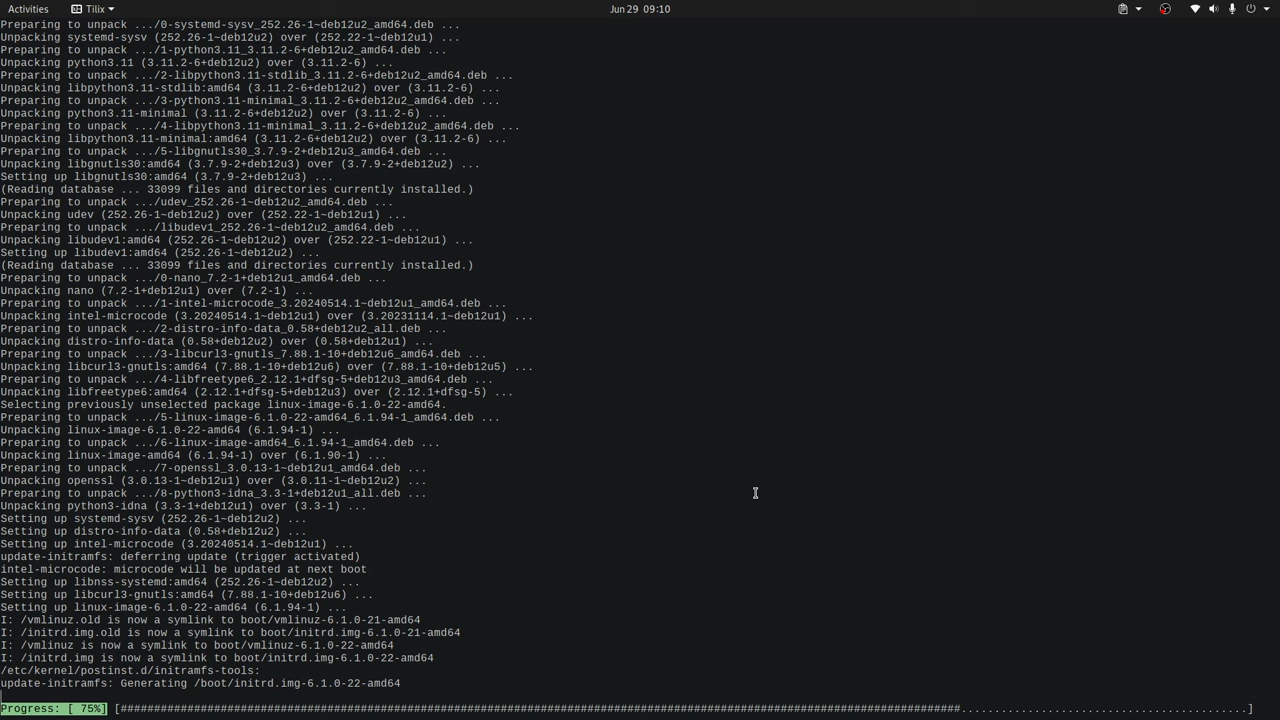 Activities Tilix Jun 29 09:10
Preparing to unpack .../0-systemd-sysv_252.26-1~deb12u2_amd64.deb ...
Unpacking systemd-sysv (252.26-1~deb12u2) over (252.22-1~deb12u1) ...
Preparing to unpack .../1-python3.11_3.11.2-6+deb12u2_amd64.deb ...
Unpacking python3.11 (3.11.2-6+deb12u2) over (3.11.2-6) ...
Preparing to unpack .../2-libpython3.11-stdlib_3.11.2-6+deb12u2_amd64.deb ...
Unpacking libpython3.11-stdlib:amd64 (3.11.2-6+deb12u2) over (3.11.2-6) ...
Preparing to unpack .../3-python3.11-minimal_3.11.2-6+deb12u2_amd64.deb ...
Unpacking python3.11-minimal (3.11.2-6+deb12u2) over (3.11.2-6) ...
Preparing to unpack .../4-libpython3.11-minimal_3.11.2-6+deb12u2_amd64.deb ...
Unpacking libpython3.11-minimal:amd64 (3.11.2-6+deb12u2) over (3.11.2-6) ...
Preparing to unpack .../5-libgnutls30_3.7.9-2+deb12u3_amd64.deb ...
Unpacking libgnutls30:amd64 (3.7.9-2+deb12u3) over (3.7.9-2+deb12u2) ...
Setting up libgnutls30:amd64 (3.7.9-2+deb12u3) ...
(Reading database ... 33099 files and directories currently installed.)
Preparing to unpack .../udev_252.26-1~deb12u2_amd64.deb ...
Unpacking udev (252.26-1~deb12u2) over (252.22-1~deb12u1) ...
Preparing to unpack .../libudev1_252.26-1~deb12u2_amd64.deb ...
Unpacking libudev1:amd64 (252.26-1~deb12u2) over (252.22-1~deb12u1) ...
Setting up libudev1:amd64 (252.26-1~deb12u2) ...
(Reading database ... 33099 files and directories currently installed.)
Preparing to unpack .../0-nano_7.2-1+deb12u1_amd64.deb ...
Unpacking nano (7.2-1+deb12u1) over (7.2-1) ...
Preparing to unpack .../1-intel-microcode_3.20240514.1~deb12u1_amd64.deb ...
Unpacking intel-microcode (3.20240514.1~deb12u1) over (3.20231114.1~deb12u1) ...
Preparing to unpack .../2-distro-info-data_0.58+deb12u2_all.deb ...
Unpacking distro-info-data (0.58+deb12u2) over (0.58+deb12u1) ...
Preparing to unpack .../3-libcurl3-gnutls_7.88.1-10+deb12u6_amd64.deb ...
Unpacking libcurl3-gnutls:amd64 (7.88.1-10+deb12u6) over (7.88.1-10+deb12u5) ...
Preparing to unpack .../4-libfreetype6_2.12.1+dfsg-5+deb12u3_amd64.deb ...
Unpacking libfreetype6:amd64 (2.12.1+dfsg-5+deb12u3) over (2.12.1+dfsg-5) ...
Selecting previously unselected package linux-image-6.1.0-22-amd64.
Preparing to unpack .../5-linux-image-6.1.0-22-amd64_6.1.94-1_amd64.deb ...
Unpacking linux-image-6.1.0-22-amd64 (6.1.94-1) ...
Preparing to unpack .../6-linux-image-amd64_6.1.94-1_amd64.deb ...
Unpacking linux-image-amd64 (6.1.94-1) over (6.1.90-1) ...
Preparing to unpack .../7-openssl_3.0.13-1~deb12u1_amd64.deb ...
Unpacking openssl (3.0.13-1~deb12u1) over (3.0.11-1~deb12u2) ...
Preparing to unpack .../8-python3-idna_3.3-1+deb12u1_all.deb ...
Unpacking python3-idna (3.3-1+deb12u1) over (3.3-1) ...
Setting up systemd-sysv (252.26-1~deb12u2) ...
Setting up distro-info-data (0.58+deb12u2) ...
Setting up intel-microcode (3.20240514.1~deb12u1) ...
update-initramfs: deferring update (trigger activated)
intel-microcode: microcode will be updated at next boot
Setting up libnss-systemd:amd64 (252.26-1~deb12u2) ...
Setting up libcurl3-gnutls:amd64 (7.88.1-10+deb12u6) ...
Setting up linux-image-6.1.0-22-amd64 (6.1.94-1) ...
I: /vmlinuz.old is now a symlink to boot/vmlinuz-6.1.0-21-amd64
I: /initrd.img.old is now a symlink to boot/initrd.img-6.1.0-21-amd64
I: /vmlinuz is now a symlink to boot/vmlinuz-6.1.0-22-amd64
I: /initrd.img is now a symlink to boot/initrd.img-6.1.0-22-amd64
/etc/kernel/postinst.d/initramfs-tools:
update-initramfs: Generating /boot/initrd.img-6.1.0-22-amd64
Progress: [ 75%] [##############################################################################################################################...........................................]